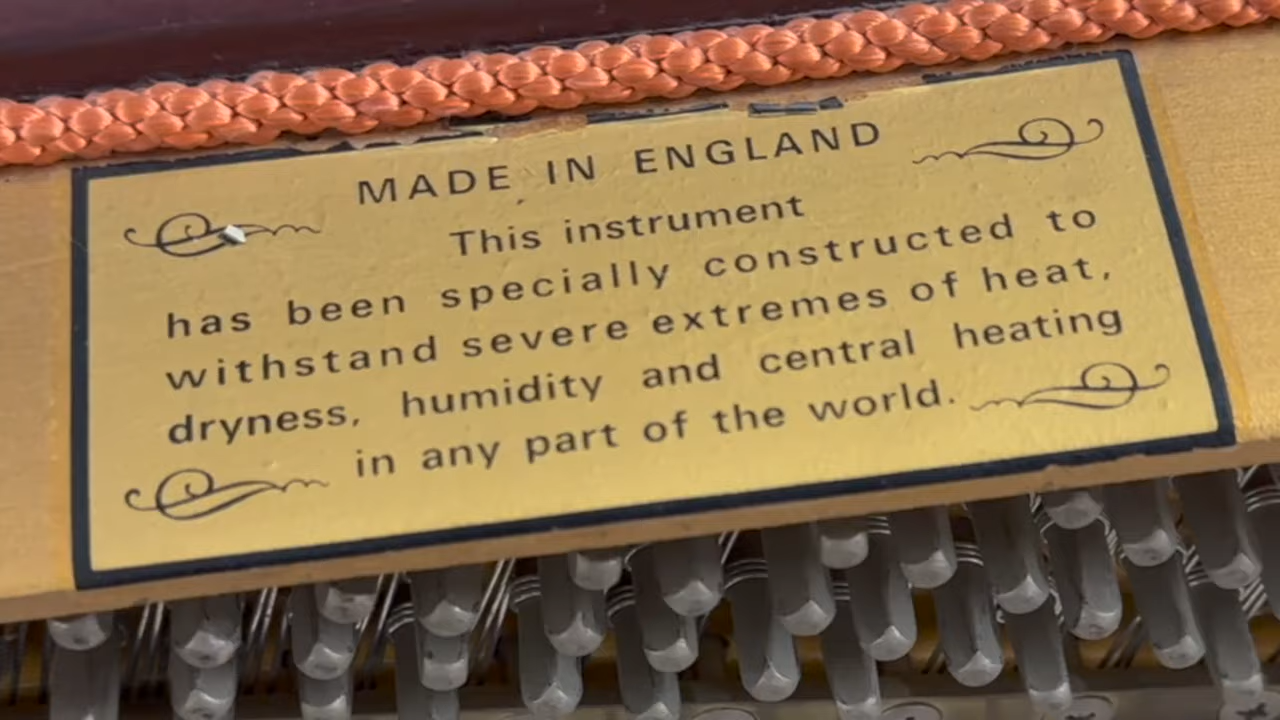 MADE IN ENGLAND
This instrument
has been specially constructed to
withstand severe extremes of heat,
dryness, humidity and central heating
in any part of the world.